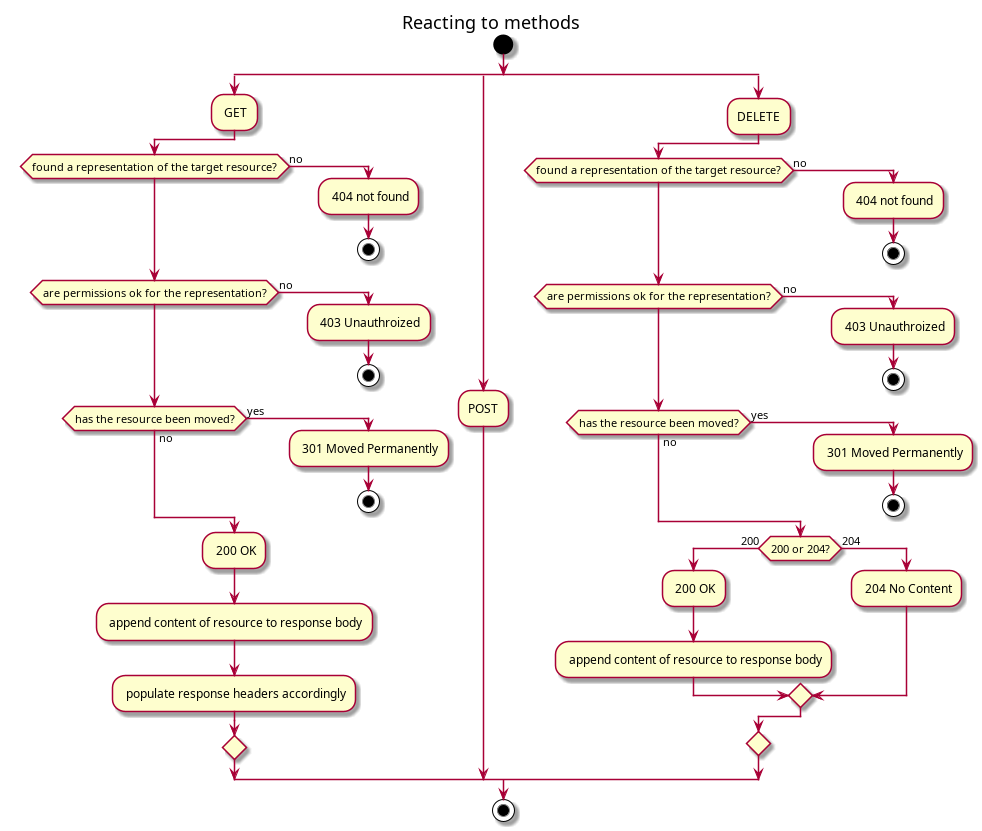 Reacting to methods
GET
found a representation of the target resource?
no
404 not found
are permissions ok for the representation?
no
403 Unauthroized
has the resource been moved?
yes
no
301 Moved Permanently
200 OK
append content of resource to response body
populate response headers accordingly
POST
DELETE
found a representation of the target resource?
no
404 not found
are permissions ok for the representation?
no
403 Unauthroized
has the resource been moved?
yes
no
301 Moved Permanently
200
200 or 204?
204
200 OK
204 No Content
append content of resource to response body